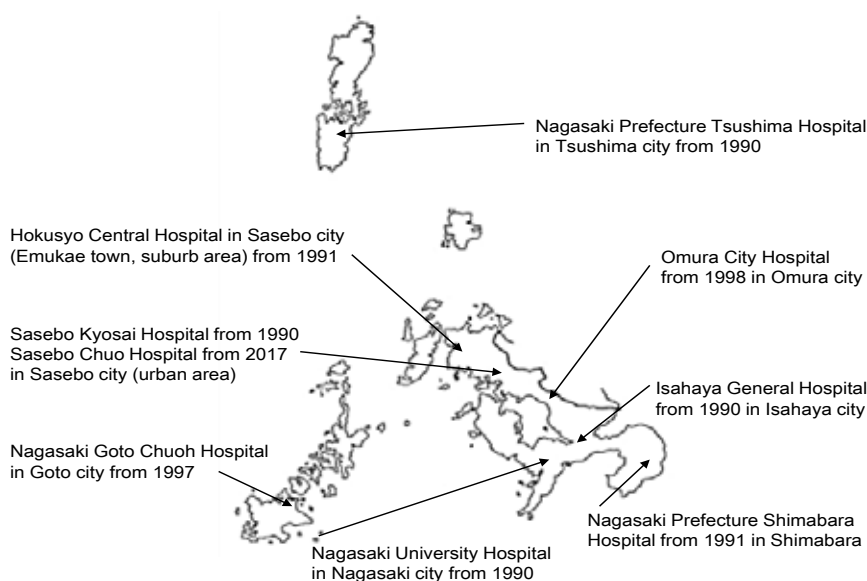 Nagasaki Prefecture Tsushima Hospital
in Tsushima city from 1990
Hokusyo Central Hospital in Sasebo city
(Emukae town, suburb area) from 1991
Omura City Hospital
from 1998 in Omura city
Sasebo Kyosai Hospital from 1990
Sasebo Chuo Hospital from 2017
in Sasebo city (urban area)
Isahaya General Hospital
from 1990 in Isahaya city
Nagasaki Goto Chuoh Hospital
in Goto city from 1997
Nagasaki Prefecture Shimabara
Hospital from 1991 in Shimabara
Nagasaki University Hospital
in Nagasaki city from 1990